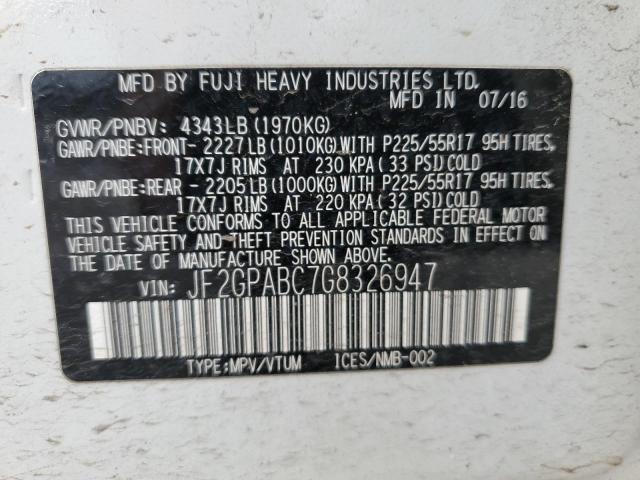 MFD BY FUJI HEAVY INDUSTRIES LTD.
MFD IN 07/16
GVWR/PNBV: 4343LB (1970KG)
GAWR/PNBE:FRONT- 2227LB (1010KG) WITH P225/55R17 95H TIRES,
17X7J RIMS AT 230 KPA (33 PSI) COLD
GAWR/PNBE:REAR - 2205LB (1000KG) WITH P225/55R17 95H TIRES,
17X7J RIMS AT 220 KPA (32 PSI) COLD
THIS VEHICLE CONFORMS TO ALL APPLICABLE FEDERAL MOTOR
VEHICLE SAFETY AND THEFT PREVENTION STANDARDS IN EFFECT ON
THE DATE OF MANUFACTURE SHOWN ABOVE.
VIN: JF2GPABC7G8326947
TYPE:MPV/VTUM ICES/NMB-002